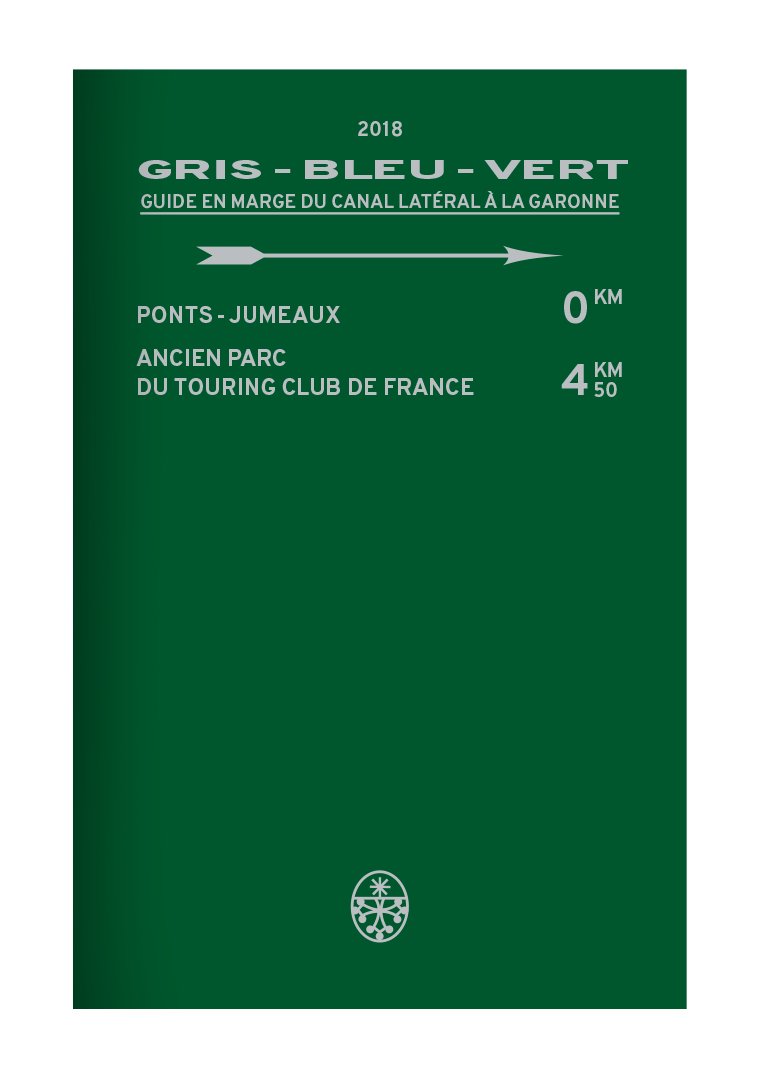 2018
GRIS - BLEU - VERT
GUIDE EN MARGE DU CANAL LATÉRAL À LA GARONNE
PONTS - JUMEAUX 0 KM
ANCIEN PARC
DU TOURING CLUB DE FRANCE 4 KM 50